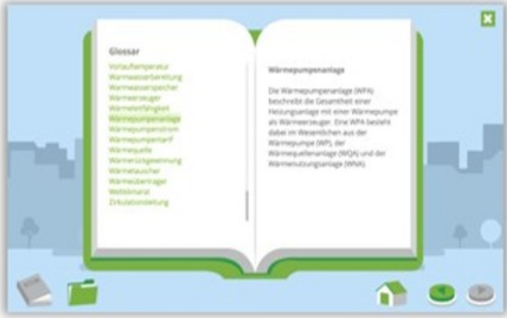 Glossar
Vorlauftemperatur
Warmwasserbereitung
Warmwasserspeicher
Wärmeerzeuger
Wärmeleitfähigkeit
Wärmepumpenanlage
Wärmepumpenstrom
Wärmepumpentarif
Wärmequelle
Wärmerückgewinnung
Wärmetauscher
Wärmeüberträger
Weltklimarat
Zirkulationsleitung
Wärmepumpenanlage
Die Wärmepumpenanlage (WPA)
beschreibt die Gesamtheit einer
Heizungsanlage mit einer Wärmepumpe
als Wärmeerzeuger. Eine WPA besteht
dabei im Wesentlichen aus der
Wärmepumpe (WP), der
Wärmequellenanlage (WQA) und der
Wärmenutzungsanlage (WNA).